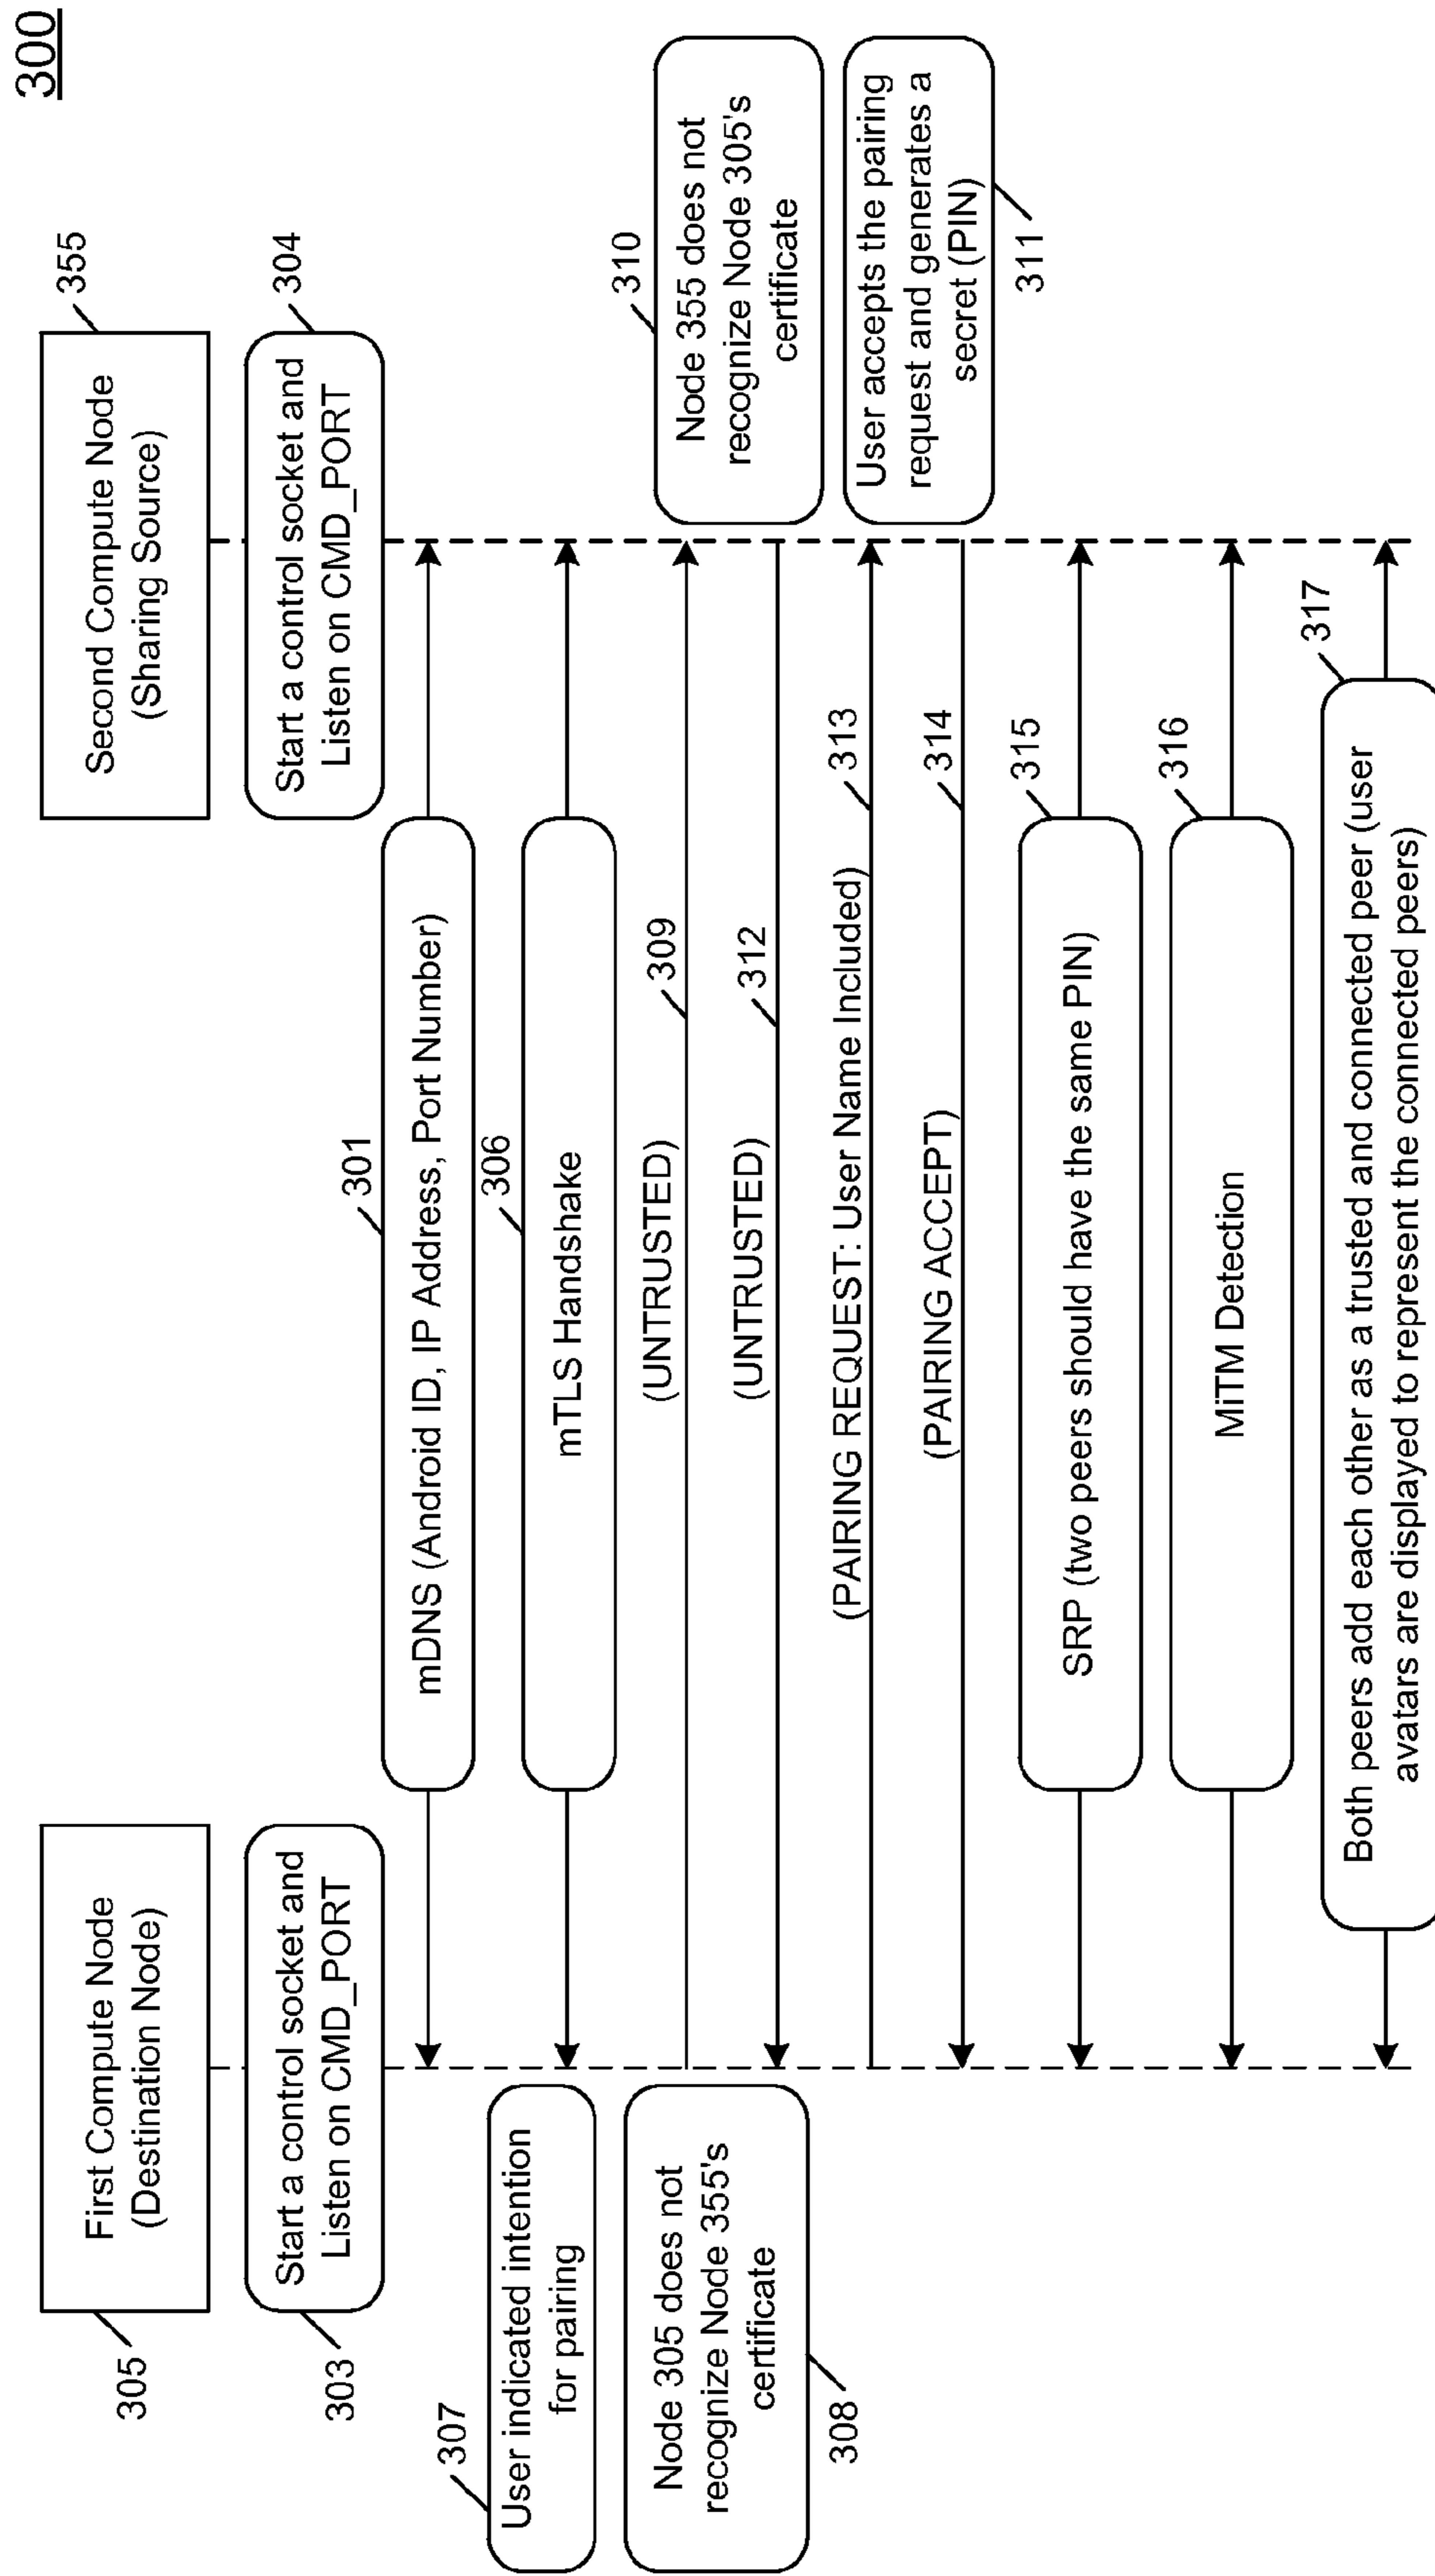 300
First Compute Node
(Destination Node)
305
Second Compute Node
(Sharing Source)
355
Start a control socket and
Listen on CMD_PORT
303
Start a control socket and
Listen on CMD_PORT
304
301
mDNS (Android ID, IP Address, Port Number)
306
mTLS Handshake
307
User indicated intention
for pairing
Node 305 does not
recognize Node 355's
certificate
308
(UNTRUSTED)
309
310
Node 355 does not
recognize Node 305's
certificate
(UNTRUSTED)
312
User accepts the pairing
request and generates a
secret (PIN)
311
(PAIRING REQUEST: User Name Included)
313
(PAIRING ACCEPT)
314
315
SRP (two peers should have the same PIN)
316
MiTM Detection
317
Both peers add each other as a trusted and connected peer (user
avatars are displayed to represent the connected peers)